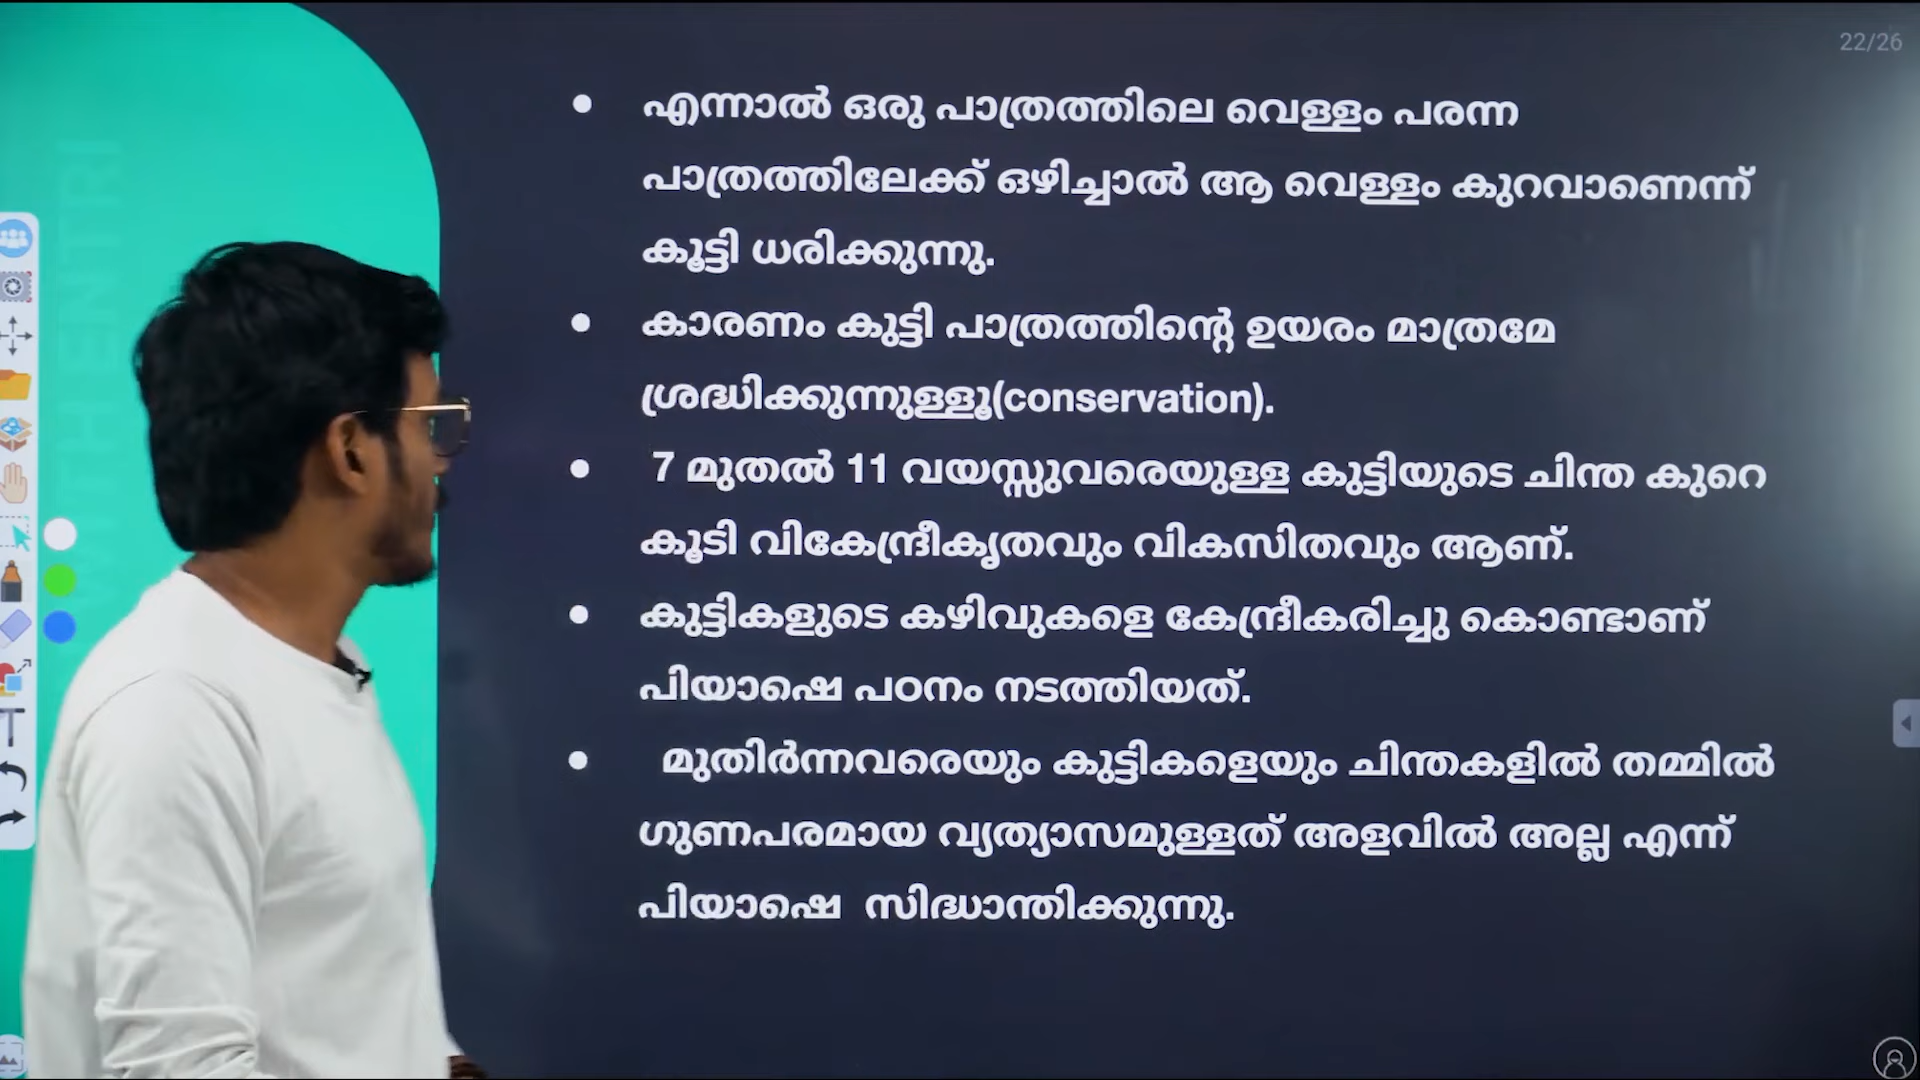 22/26
WITH ENTRI
• എന്നാൽ ഒരു പാത്രത്തിലെ വെള്ളം പരന്ന
പാത്രത്തിലേക്ക് ഒഴിച്ചാൽ ആ വെള്ളം കുറവാണെന്ന്
കൂട്ടി ധരിക്കുന്നു.
• കാരണം കുട്ടി പാത്രത്തിന്റെ ഉയരം മാത്രമേ
ശ്രദ്ധിക്കുന്നുള്ളൂ(conservation).
• 7 മുതൽ 11 വയസ്സുവരെയുള്ള കുട്ടിയുടെ ചിന്ത കുറെ
കൂടി വികേന്ദ്രീകൃതവും വികസിതവും ആണ്.
• കുട്ടികളുടെ കഴിവുകളെ കേന്ദ്രീകരിച്ചു കൊണ്ടാണ്
പിയാഷെ പഠനം നടത്തിയത്.
• മുതിർന്നവരെയും കുട്ടികളെയും ചിന്തകളിൽ തമ്മിൽ
ഗുണപരമായ വ്യത്യാസമുള്ളത് അളവിൽ അല്ല എന്ന്
പിയാഷെ സിദ്ധാന്തിക്കുന്നു.